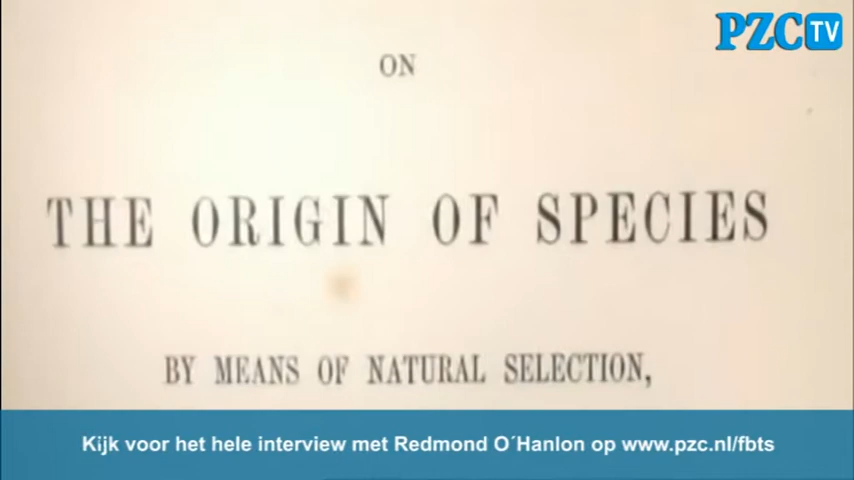 PZC TV
ON
THE ORIGIN OF SPECIES
BY MEANS OF NATURAL SELECTION,
Kijk voor het hele interview met Redmond O´Hanlon op www.pzc.nl/fbts